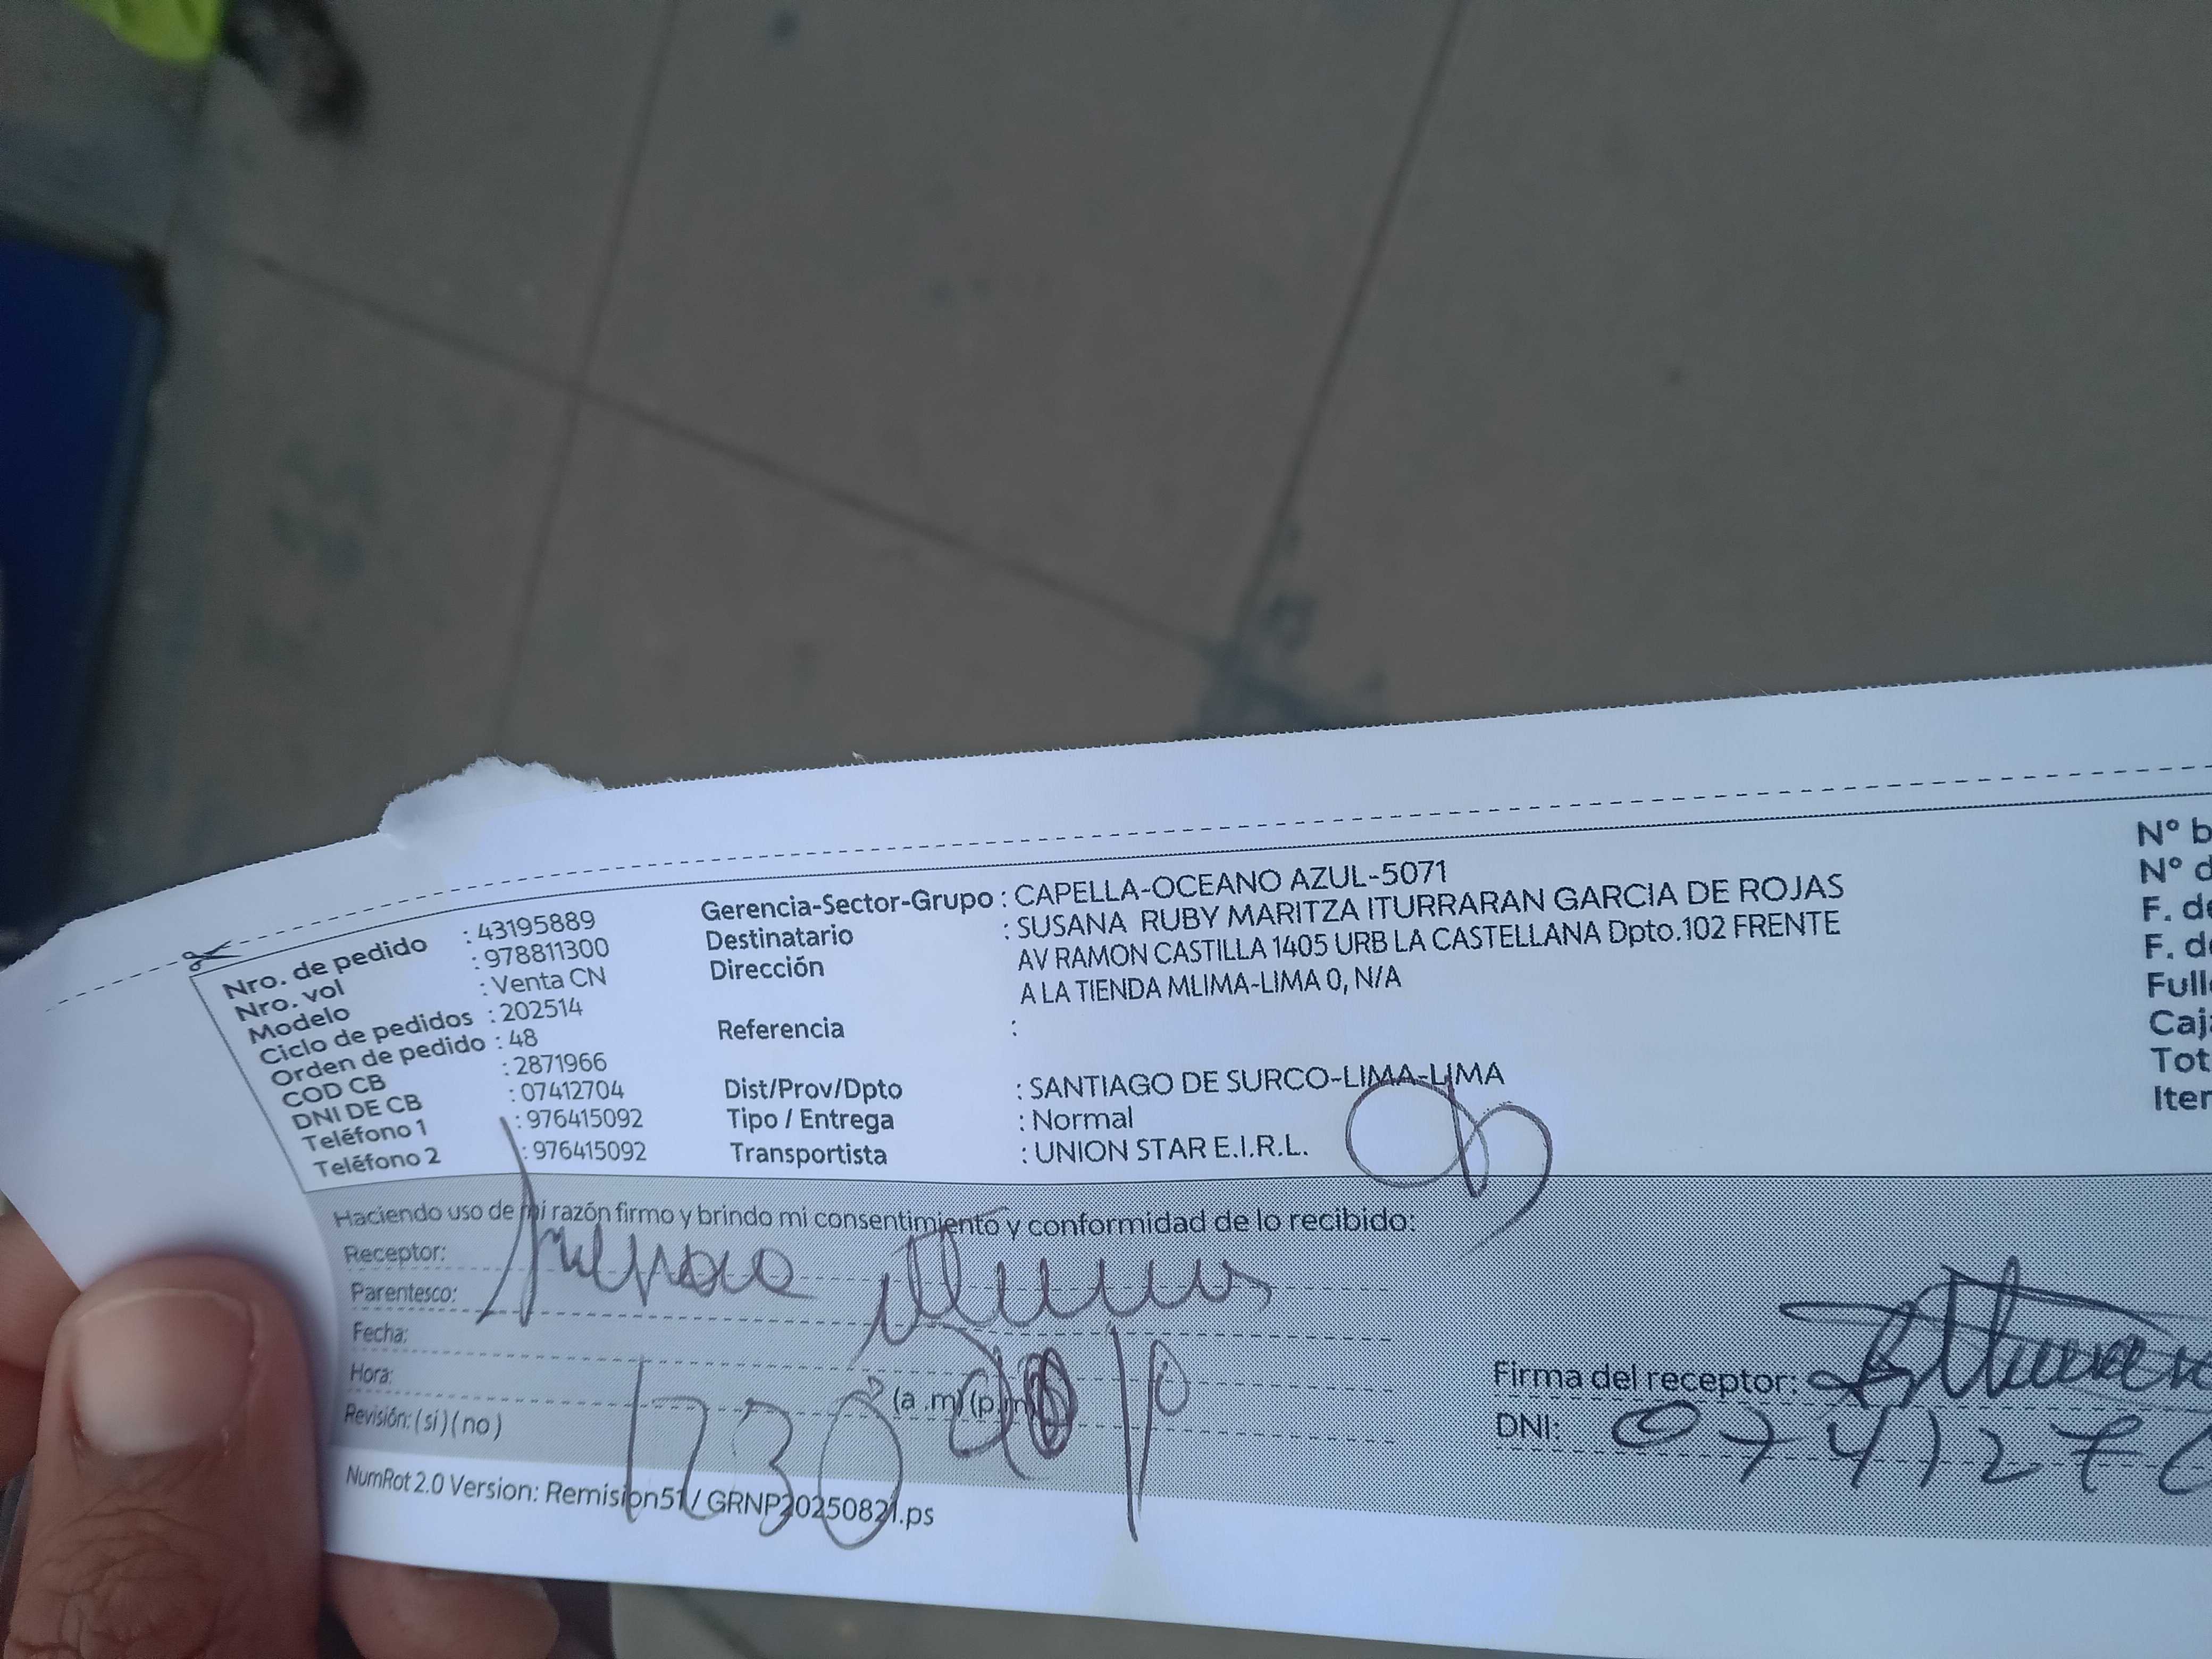 Nro. de pedido : 43195889
Nro. vol : 978811300
Modelo : Venta CN
Ciclo de pedidos : 202514
Orden de pedido : 48
COD CB : 2871966
DNI DE CB : 07412704
Teléfono 1 : 976415092
Teléfono 2 : 976415092
Gerencia-Sector-Grupo : CAPELLA-OCEANO AZUL-5071
Destinatario : SUSANA RUBY MARITZA ITURRARAN GARCIA DE ROJAS
Dirección AV RAMON CASTILLA 1405 URB LA CASTELLANA Dpto.102 FRENTE
A LA TIENDA MLIMA-LIMA 0, N/A
Referencia :
Dist/Prov/Dpto : SANTIAGO DE SURCO-LIMA-LIMA
Tipo / Entrega : Normal
Transportista : UNION STAR E.I.R.L.
N° b
N° d
F. de
F. de
Full
Caj
Tot
Iter
Haciendo uso de mi razón firmo y brindo mi consentimiento y conformidad de lo recibido:
Receptor:
Parentesco:
Fecha:
Hora: (a .m) (p.m)
Revisión: (sí) (no)
1730
Firma del receptor:
DNI: 0741270
NumRot 2.0 Version: Remision51/ GRNP20250821.ps